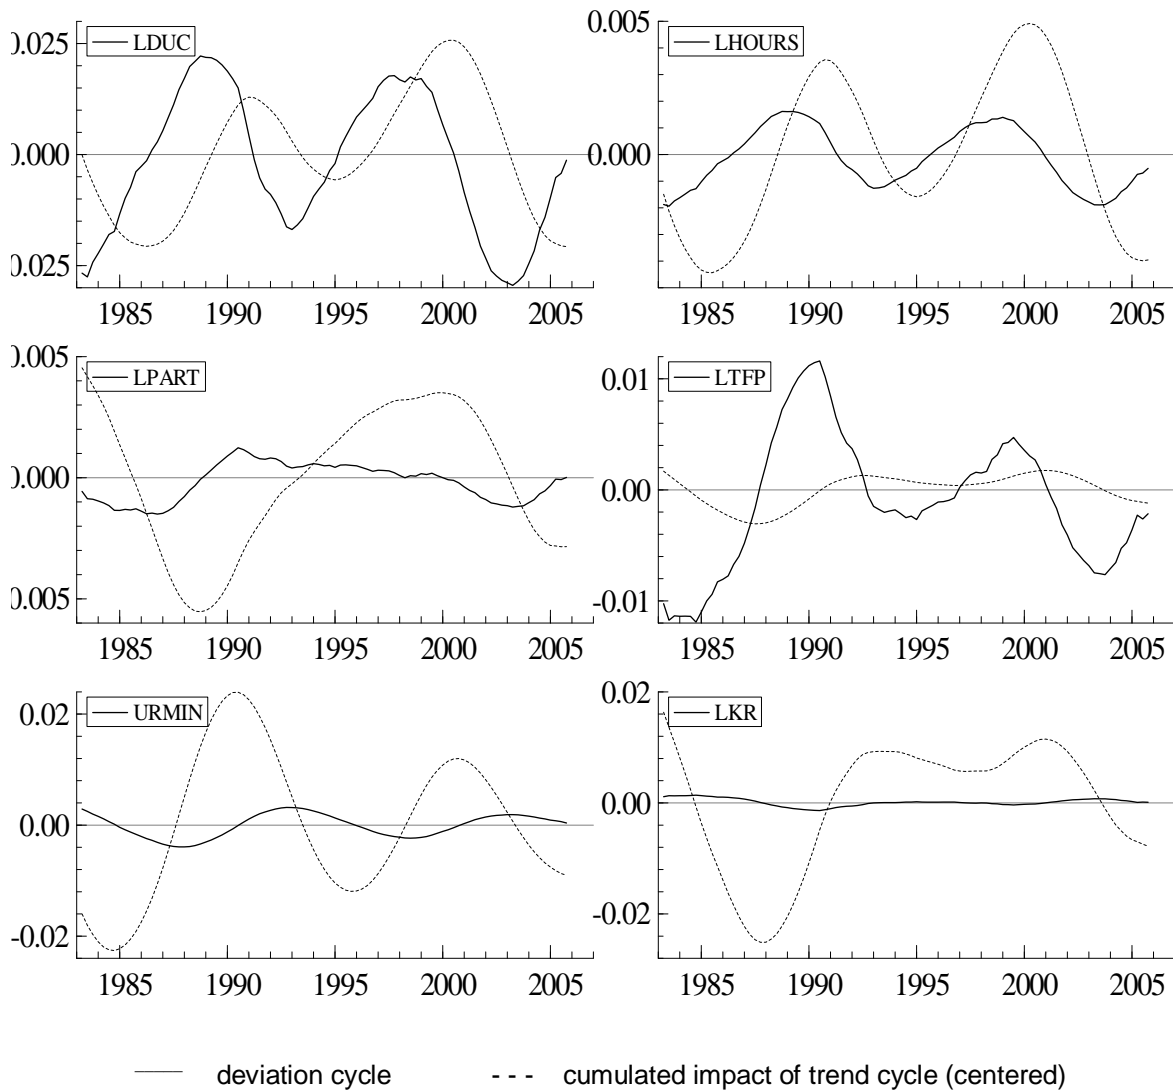 0.025
0.000
0.025
LDUC
1985 1990 1995 2000 2005
0.005
0.000
LHOURS
1985 1990 1995 2000 2005
0.005
0.000
0.005
LPART
1985 1990 1995 2000 2005
0.01
0.00
-0.01
LTFP
1985 1990 1995 2000 2005
0.02
0.00
-0.02
URMIN
1985 1990 1995 2000 2005
0.02
0.00
-0.02
LKR
1985 1990 1995 2000 2005
deviation cycle
cumulated impact of trend cycle (centered)